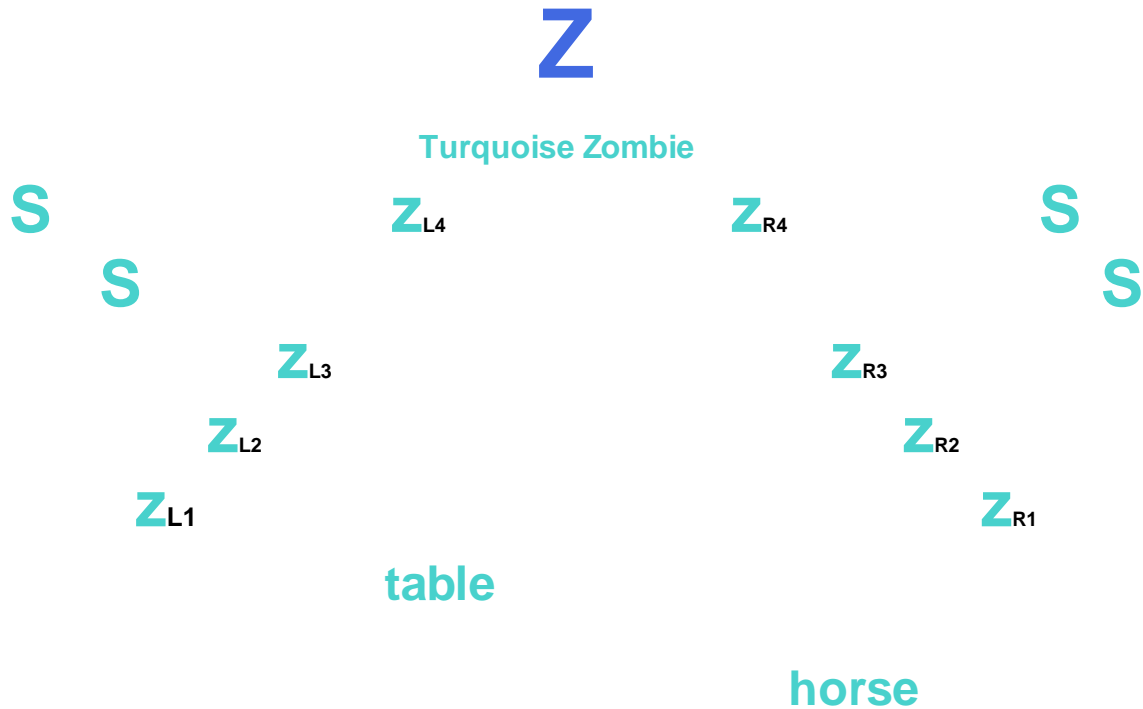 Z
Turquoise Zombie
S zL4 zR4 S
S S
zL3 zR3
zL2 zR2
zL1 zR1
table
horse